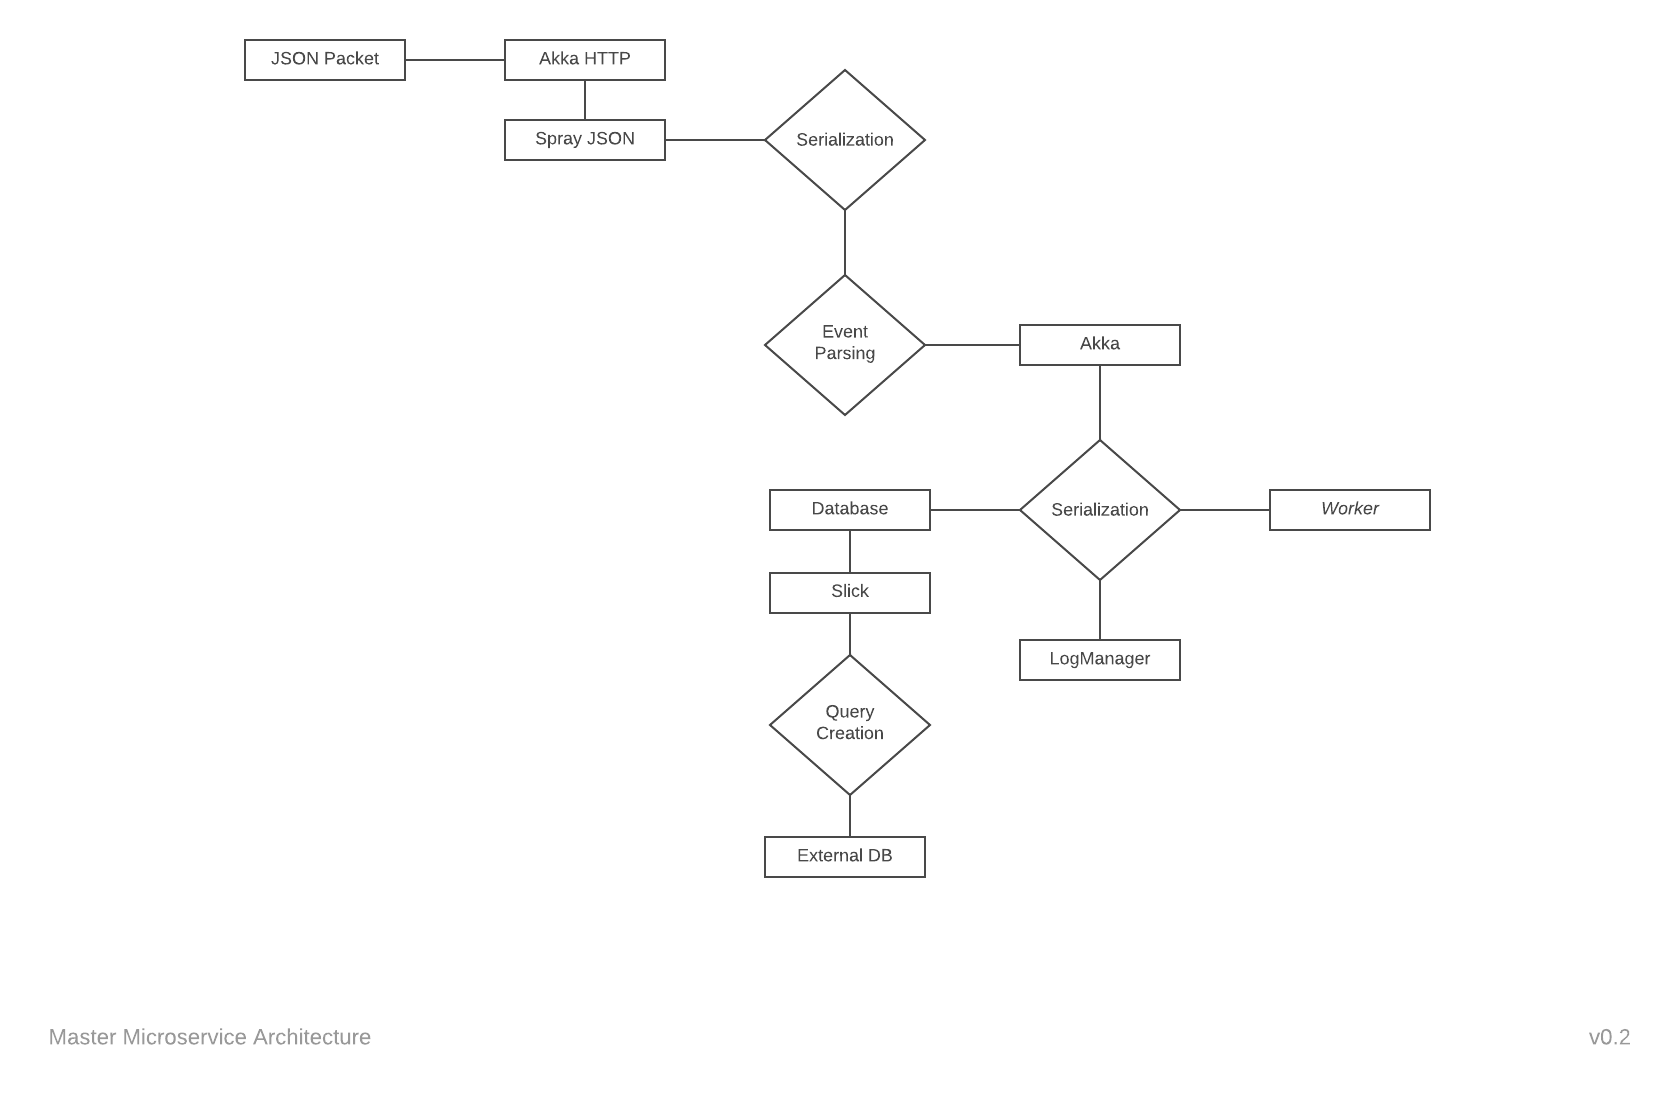 JSON Packet
Akka HTTP
Spray JSON
Serialization
Event
Parsing
Akka
Database
Serialization
Worker
Slick
LogManager
Query
Creation
External DB
Master Microservice Architecture
v0.2